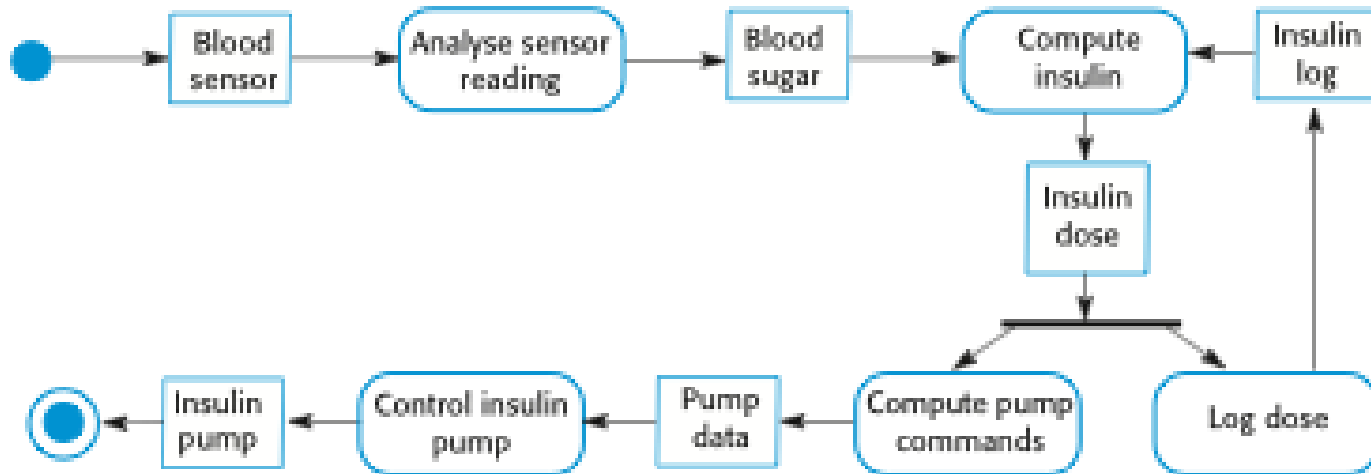 Blood
sensor
Analyse sensor
reading
Blood
sugar
Compute
insulin
Insulin
log
Insulin
dose
Insulin
pump
Control insulin
pump
Pump
data
Compute pump
commands
Log dose